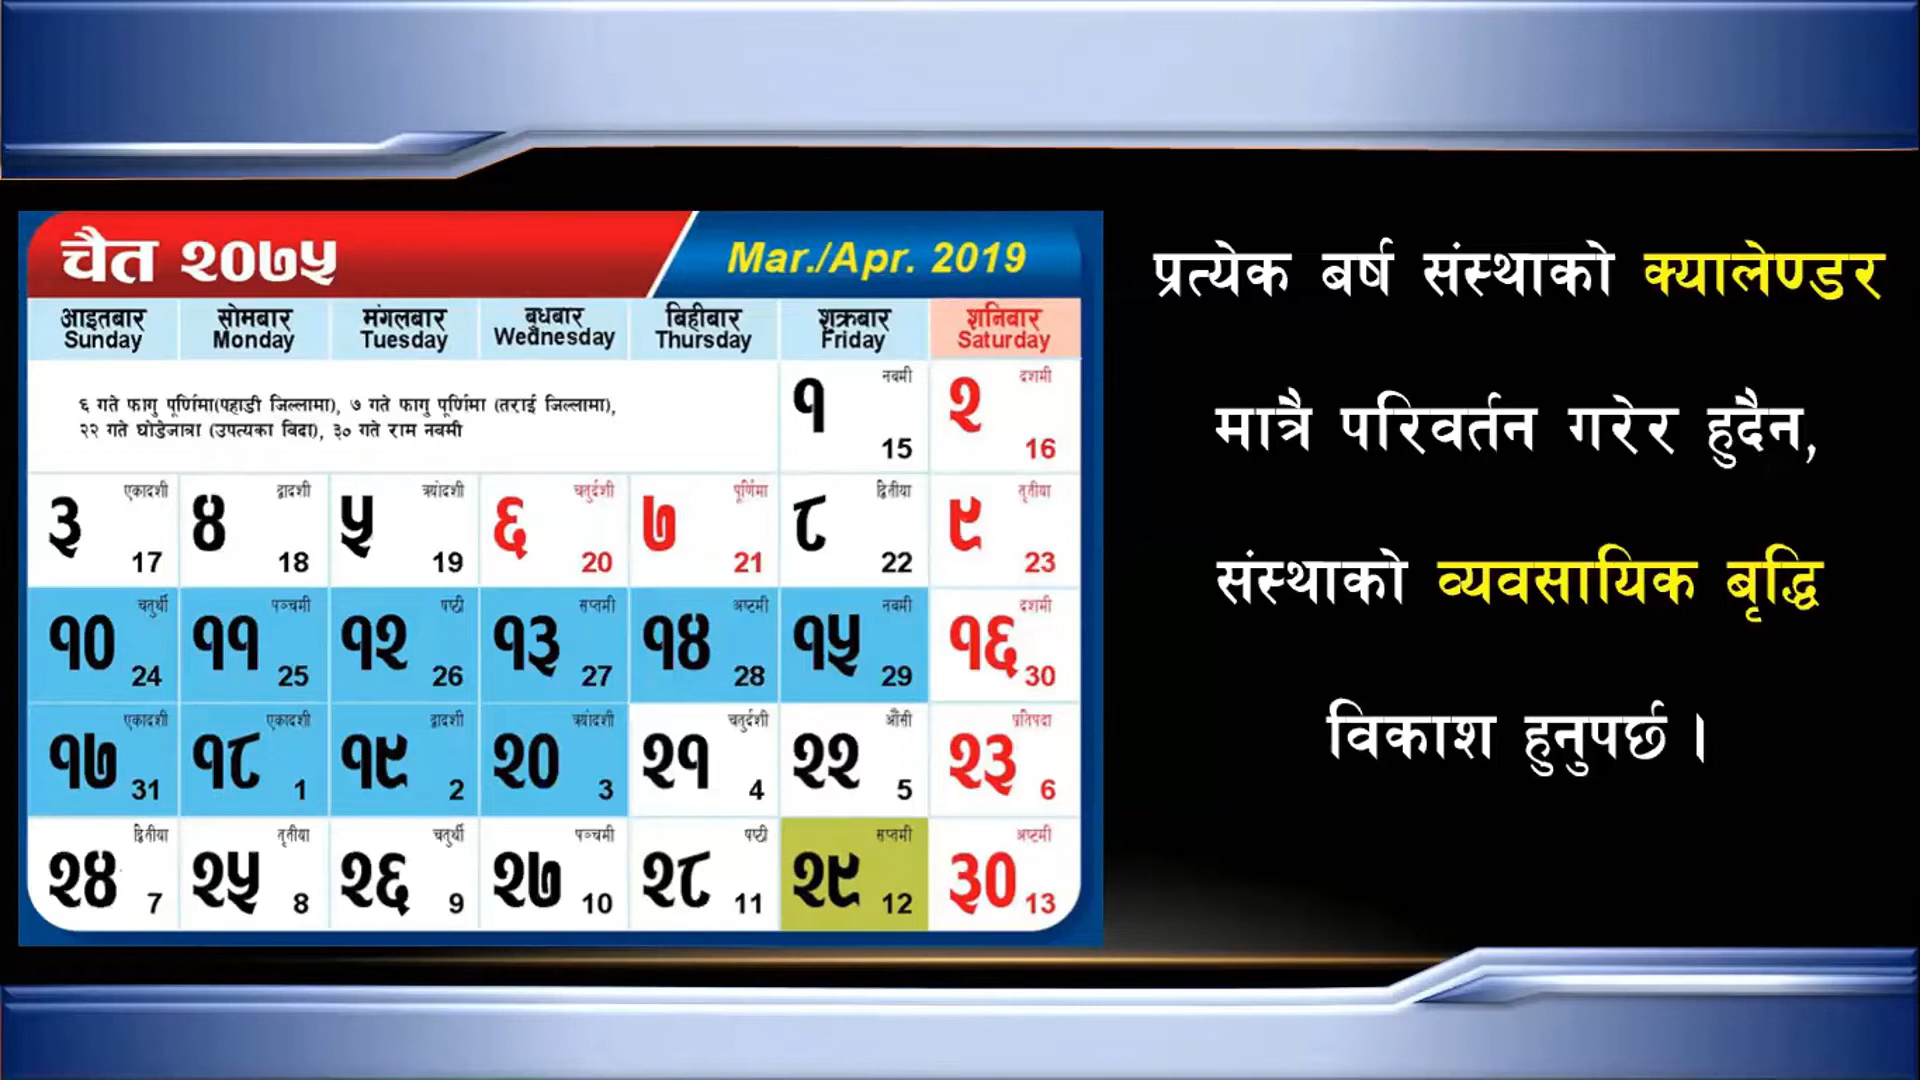 चैत २०७५
Mar./Apr. 2019
आइतबार सोमबार मंगलबार बुधबार बिहीबार शुक्रबार शनिबार
Sunday Monday Tuesday Wednesday Thursday Friday Saturday
६ गते फागु पूर्णिमा(पहाडी जिल्लामा), ७ गते फागु पूर्णिमा (तराई जिल्लामा),
२२ गते घोडेजात्रा (उपत्यका बिदा), ३० गते राम नवमी
नवमी दशमी
१ २
15 16
एकादशी द्वादशी त्रयोदशी चतुर्दशी पूर्णिमा द्वितीया तृतीया
३ ४ ५ ६ ७ ८ ९
17 18 19 20 21 22 23
चतुर्थी पञ्चमी षष्ठी सप्तमी अष्टमी नवमी दशमी
१० ११ १२ १३ १४ १५ १६
24 25 26 27 28 29 30
एकादशी एकादशी द्वादशी त्रयोदशी चतुर्दशी औंसी प्रतिपदा
१७ १८ १९ २० २१ २२ २३
31 1 2 3 4 5 6
द्वितीया तृतीया चतुर्थी पञ्चमी षष्ठी सप्तमी अष्टमी
२४ २५ २६ २७ २८ २९ ३०
7 8 9 10 11 12 13
प्रत्येक बर्ष संस्थाको क्यालेण्डर
मात्रै परिवर्तन गरेर हुदैन,
संस्थाको व्यवसायिक बृद्धि
विकाश हुनुपर्छ ।